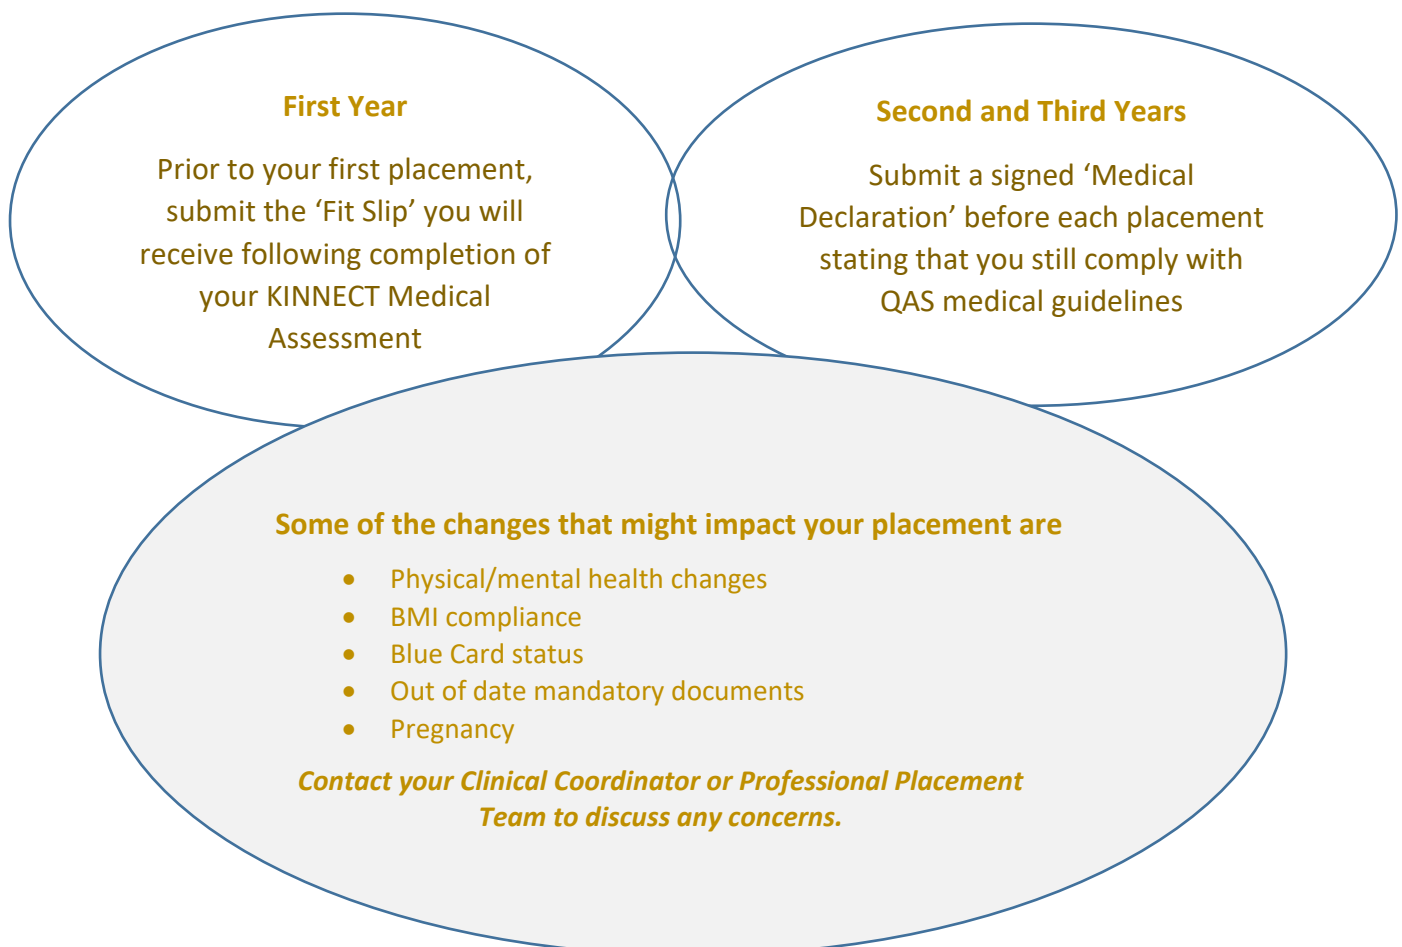 First Year
Prior to your first placement,
submit the ‘Fit Slip’ you will
receive following completion of
your KINNECT Medical
Assessment
Second and Third Years
Submit a signed ‘Medical
Declaration’ before each placement
stating that you still comply with
QAS medical guidelines
Some of the changes that might impact your placement are
• Physical/mental health changes
• BMI compliance
• Blue Card status
• Out of date mandatory documents
• Pregnancy
Contact your Clinical Coordinator or Professional Placement
Team to discuss any concerns.